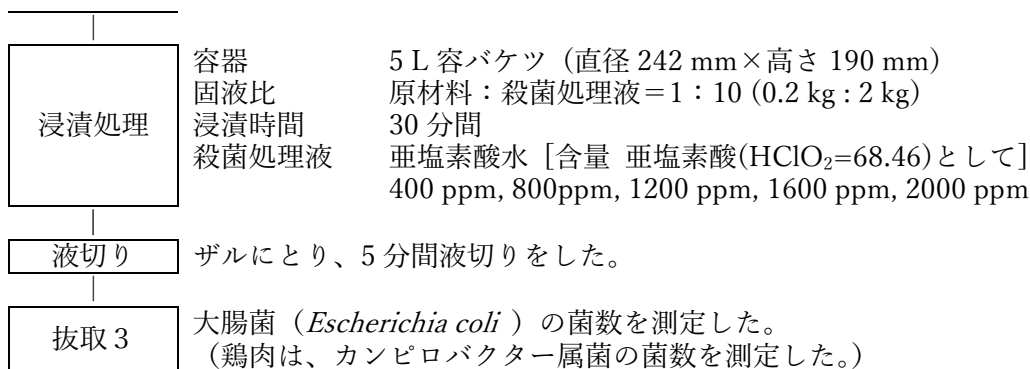 容器 5 L 容バケツ（直径 242 mm×高さ 190 mm）
固液比 原材料：殺菌処理液＝1：10 (0.2 kg : 2 kg)
浸漬処理
浸漬時間 30 分間
殺菌処理液 亜塩素酸水［含量 亜塩素酸(HClO₂=68.46)として］
400 ppm, 800ppm, 1200 ppm, 1600 ppm, 2000 ppm
液切り ザルにとり、5 分間液切りをした。
抜取 3
大腸菌（Escherichia coli ）の菌数を測定した。
（鶏肉は、カンピロバクター属菌の菌数を測定した。）